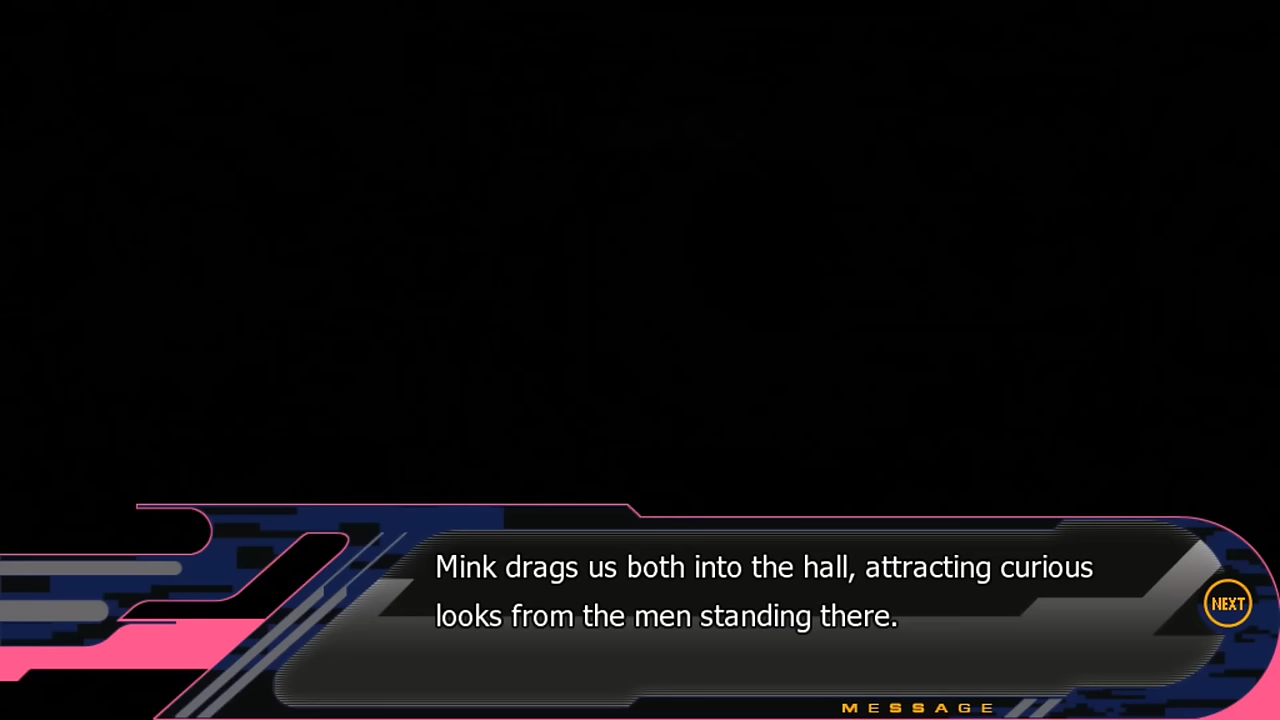 Mink drags us both into the hall, attracting curious
looks from the men standing there.
NEXT
MESSAGE